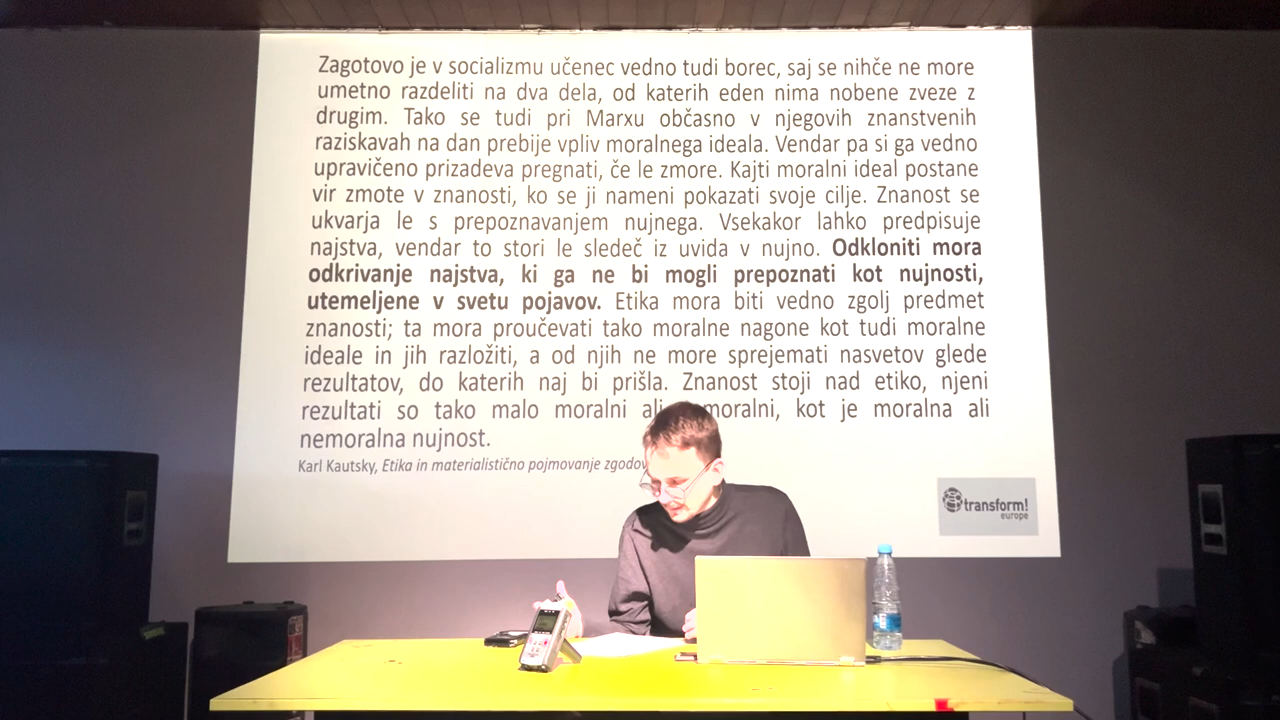 Zagotovo je v socializmu učenec vedno tudi borec, saj se nihče ne more
umetno razdeliti na dva dela, od katerih eden nima nobene zveze z
drugim. Tako se tudi pri Marxu občasno v njegovih znanstvenih
raziskavah na dan prebije vpliv moralnega ideala. Vendar pa si ga vedno
upravičeno prizadeva pregnati, če le zmore. Kajti moralni ideal postane
vir zmote v znanosti, ko se ji nameni pokazati svoje cilje. Znanost se
ukvarja le s prepoznavanjem nujnega. Vsekakor lahko predpisuje
najstva, vendar to stori le sledeč iz uvida v nujno. Odkloniti mora
odkrivanje najstva, ki ga ne bi mogli prepoznati kot nujnosti,
utemeljene v svetu pojavov. Etika mora biti vedno zgolj predmet
znanosti; ta mora proučevati tako moralne nagone kot tudi moralne
ideale in jih razložiti, a od njih ne more sprejemati nasvetov glede
rezultatov, do katerih naj bi prišla. Znanost stoji nad etiko, njeni
rezultati so tako malo moralni ali moralni, kot je moralna ali
nemoralna nujnost.
Karl Kautsky, Etika in materialistično pojmovanje
transform!
europe